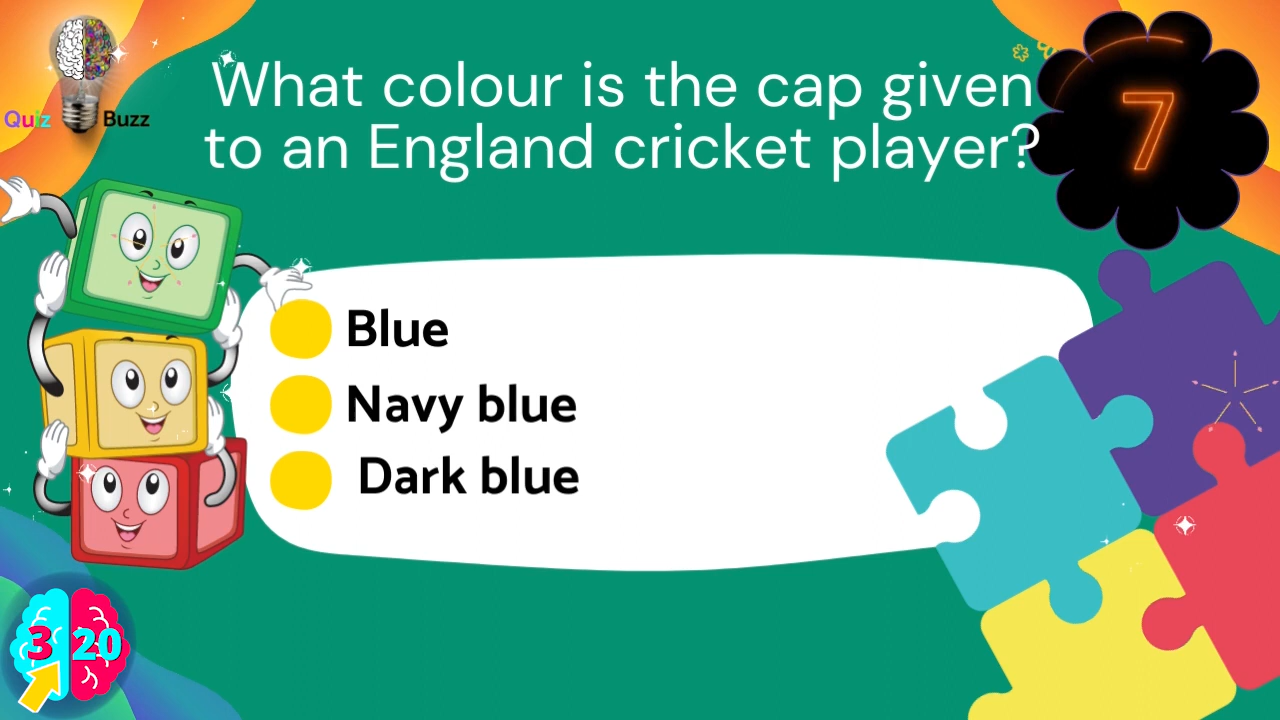 What colour is the cap given
to an England cricket player?
7
Quiz Buzz
Blue
Navy blue
Dark blue
3 20